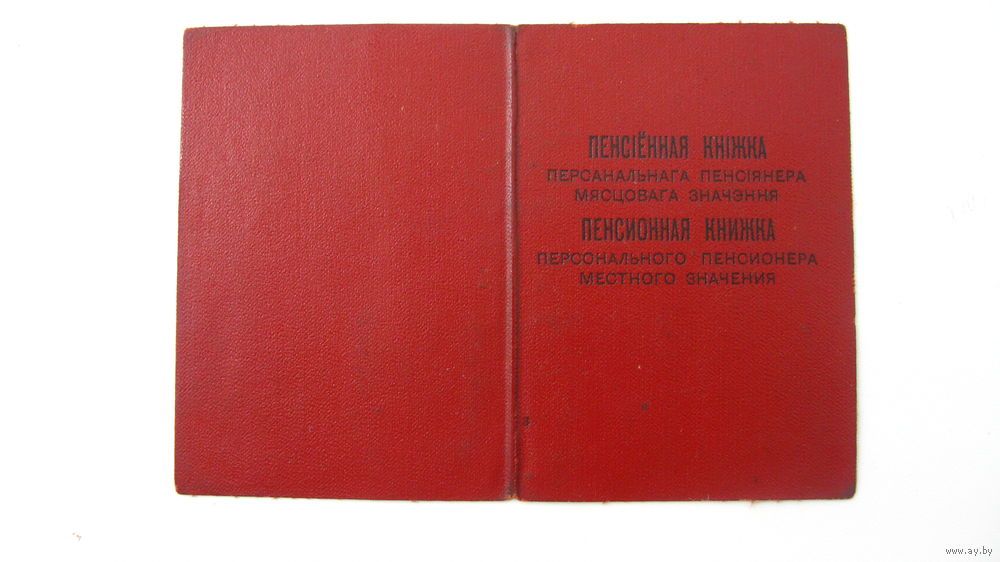 ПЕНСІЁННАЯ КНІЖКА
ПЕРСАНАЛЬНАГА ПЕНСІЯНЕРА
МЯСЦОВАГА ЗНАЧЭННЯ
ПЕНСИОННАЯ КНИЖКА
ПЕРСОНАЛЬНОГО ПЕНСИОНЕРА
МЕСТНОГО ЗНАЧЕНИЯ
www.ay.by